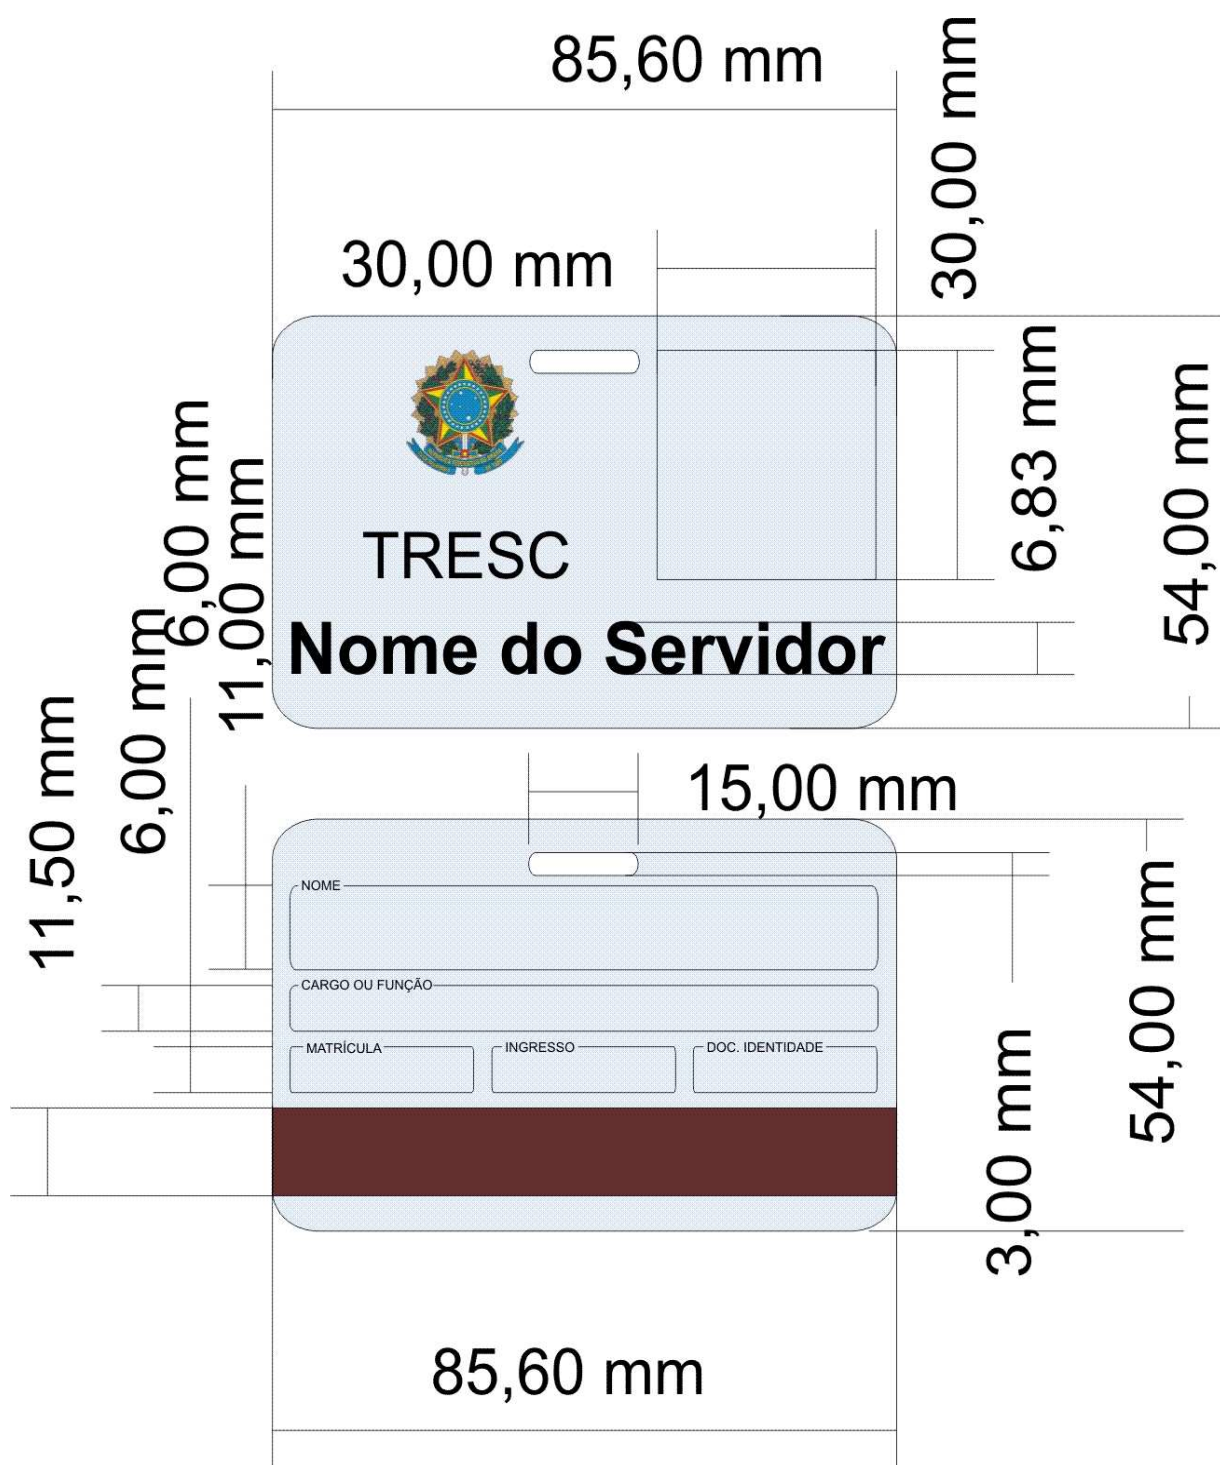 85,60 mm
30,00 mm
30,00 mm
6,83 mm
54,00 mm
TRESC
Nome do Servidor
6,00 mm
11,00 mm
6,00 mm
11,50 mm
15,00 mm
NOME
CARGO OU FUNÇÃO
MATRÍCULA
INGRESSO
DOC. IDENTIDADE
54,00 mm
3,00 mm
85,60 mm